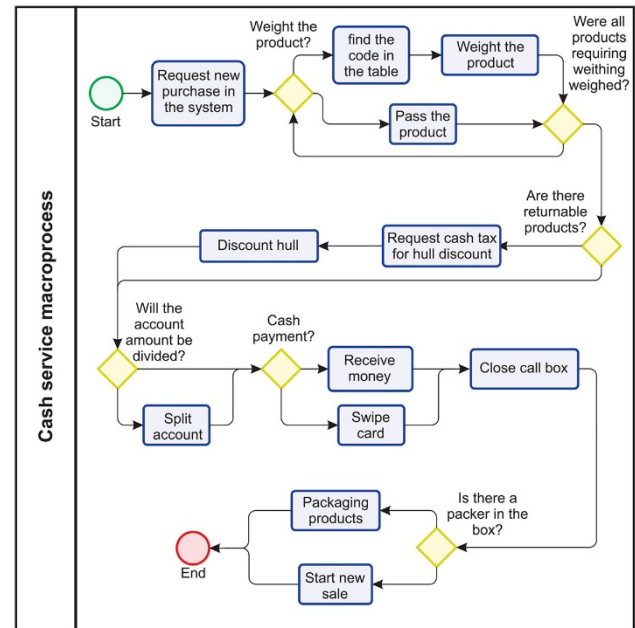 Cash service macroprocess
Start
Request new
purchase in
the system
Weight the
product?
find the
code in
the table
Weight the
product
Pass the
product
Were all
products
requiring
weithing
weighed?
Are there
returnable
products?
Request cash tax
for hull discount
Discount hull
Will the
account
amount be
divided?
Split
account
Cash
payment?
Receive
money
Swipe
card
Close call box
Is there a
packer in the
box?
Packaging
products
Start new
sale
End